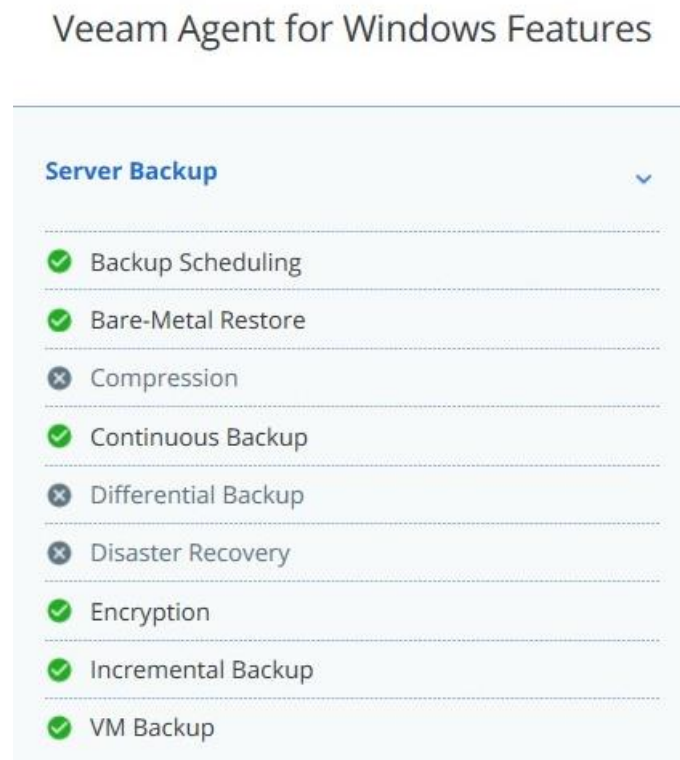 Veeam Agent for Windows Features
Server Backup
Backup Scheduling
Bare-Metal Restore
Compression
Continuous Backup
Differential Backup
Disaster Recovery
Encryption
Incremental Backup
VM Backup